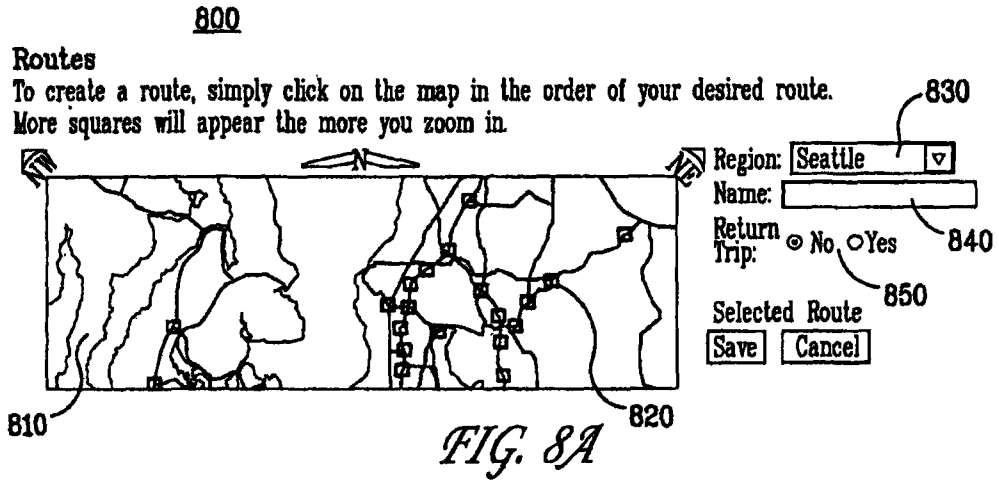 800
Routes
To create a route, simply click on the map in the order of your desired route.
More squares will appear the more you zoom in.
NW
N
NE
Region: Seattle
Name:
Return Trip: No Yes
Selected Route
Save Cancel
830
840
850
810
820
FIG. 8A